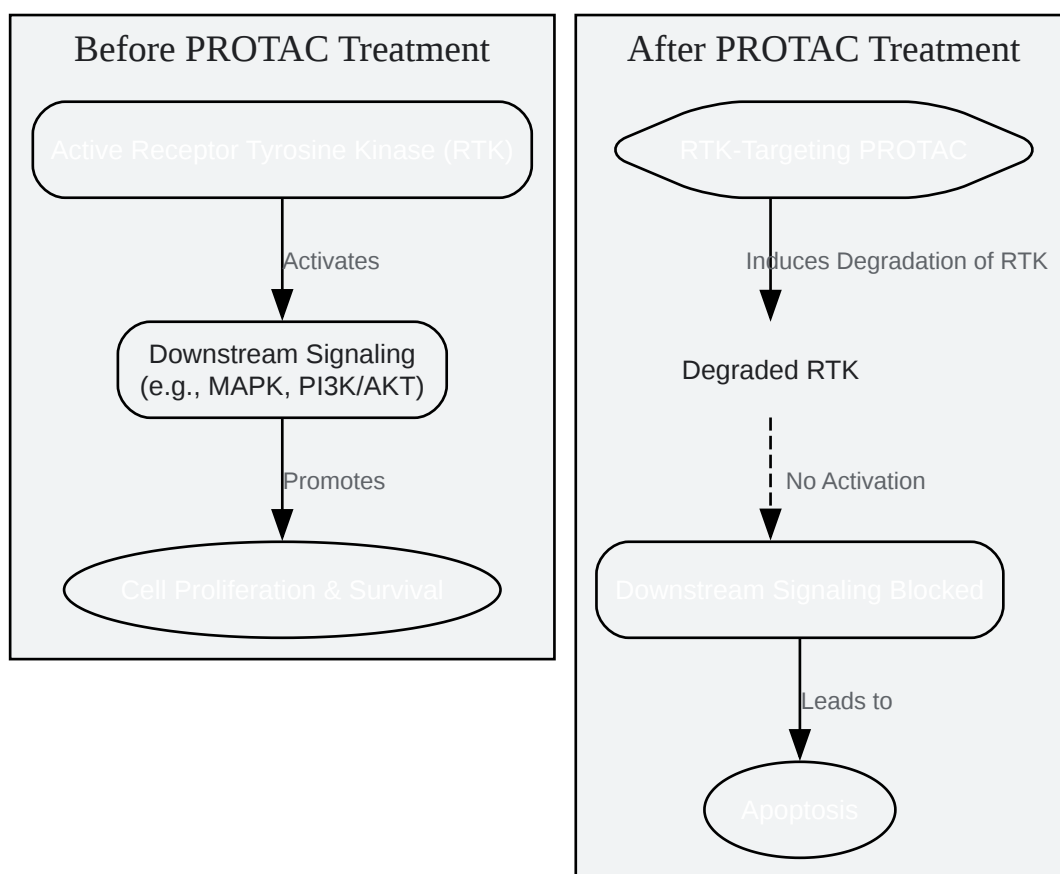 Before PROTAC Treatment
Active Receptor Tyrosine Kinase (RTK)
Activates
Downstream Signaling
(e.g., MAPK, PI3K/AKT)
Promotes
Cell Proliferation & Survival
After PROTAC Treatment
RTK-Targeting PROTAC
Induces Degradation of RTK
Degraded RTK
No Activation
Downstream Signaling Blocked
Leads to
Apoptosis